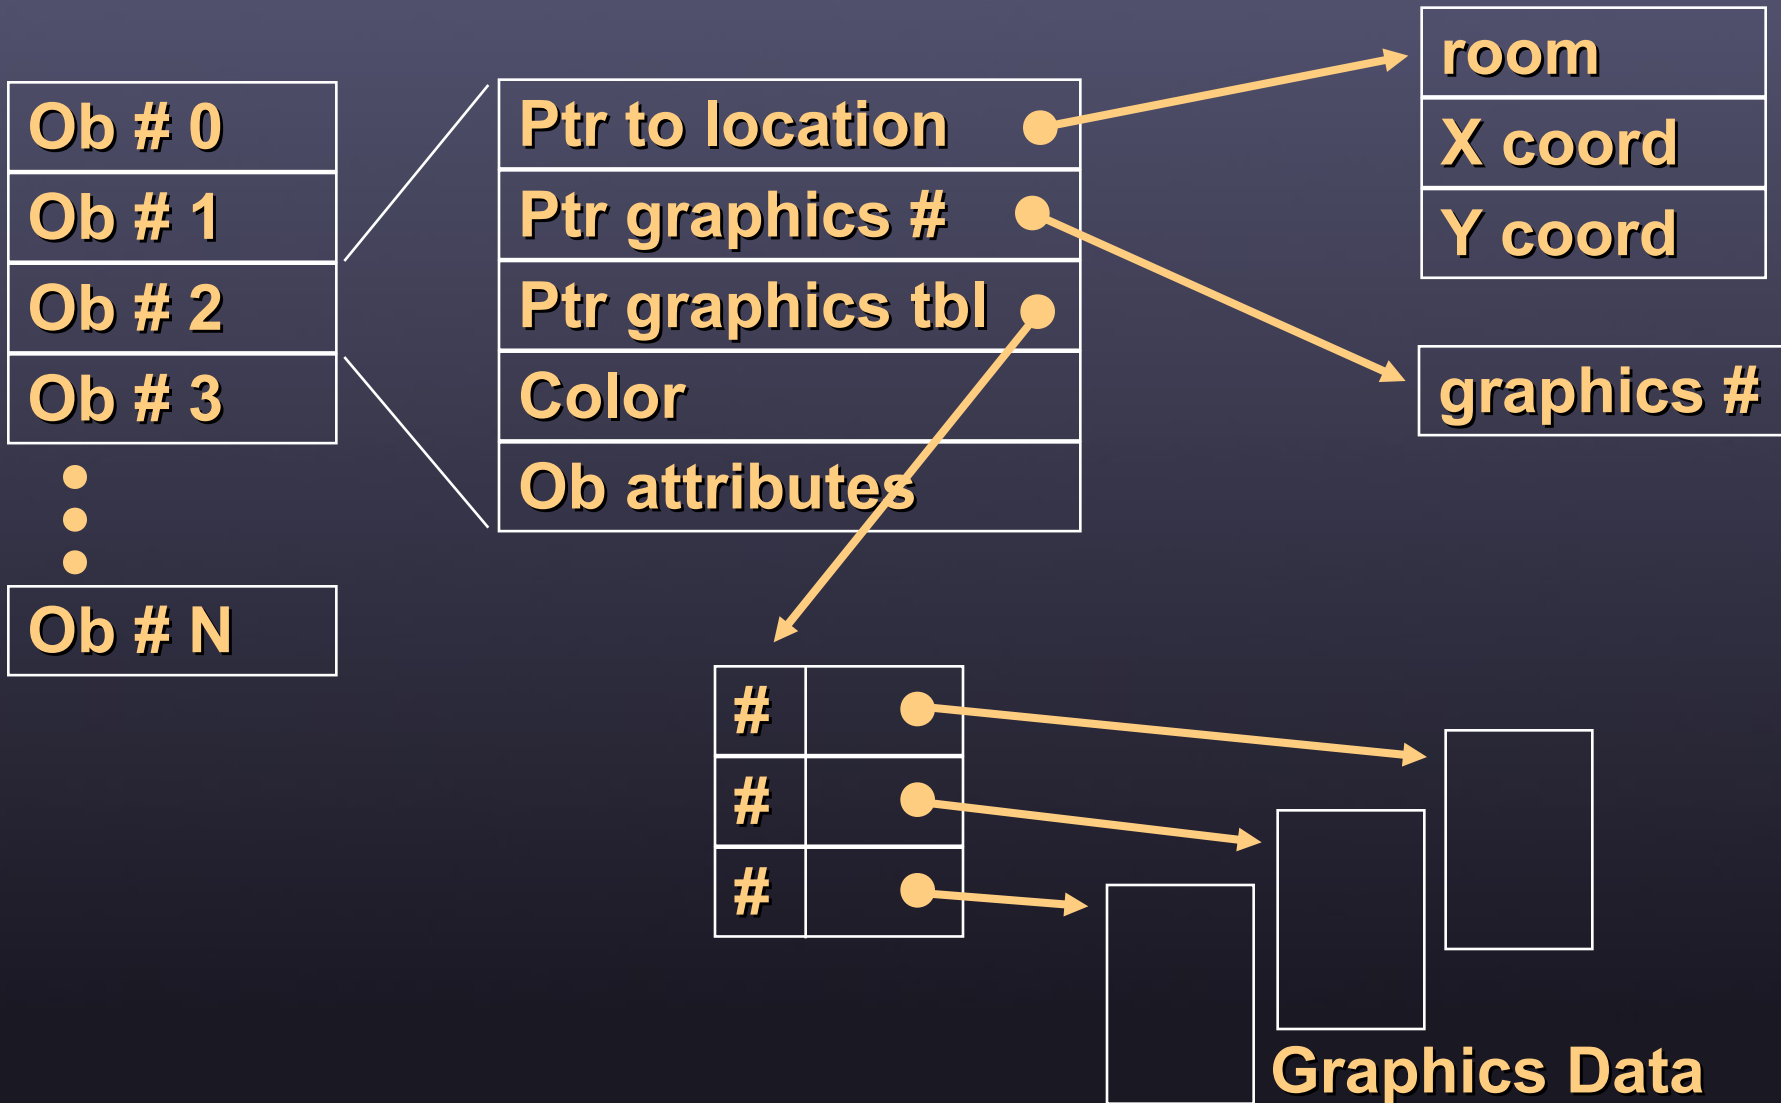 Ob # 0
Ob # 1
Ob # 2
Ob # 3
Ob # N
Ptr to location
Ptr graphics #
Ptr graphics tbl
Color
Ob attributes
room
X coord
Y coord
graphics #
#
#
#
Graphics Data